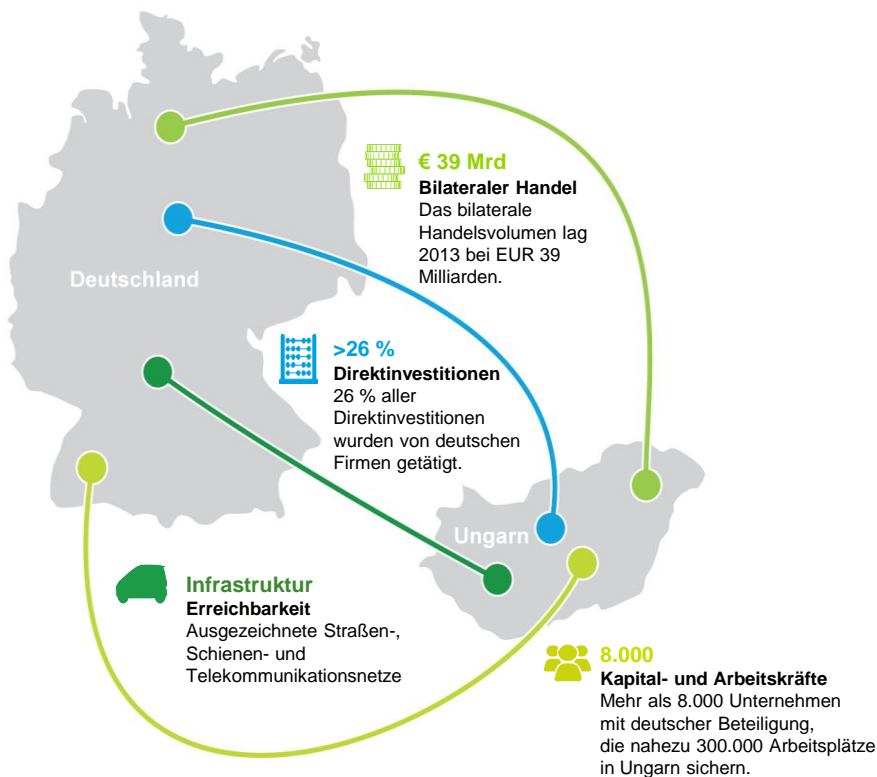 € 39 Mrd
Bilateraler Handel
Das bilaterale
Handelsvolumen lag
2013 bei EUR 39
Milliarden.
Deutschland
>26 %
Direktinvestitionen
26 % aller
Direktinvestitionen
wurden von deutschen
Firmen getätigt.
Ungarn
Infrastruktur
Erreichbarkeit
Ausgezeichnete Straßen-,
Schienen- und
Telekommunikationsnetze
8.000
Kapital- und Arbeitskräfte
Mehr als 8.000 Unternehmen
mit deutscher Beteiligung,
die nahezu 300.000 Arbeitsplätze
in Ungarn sichern.